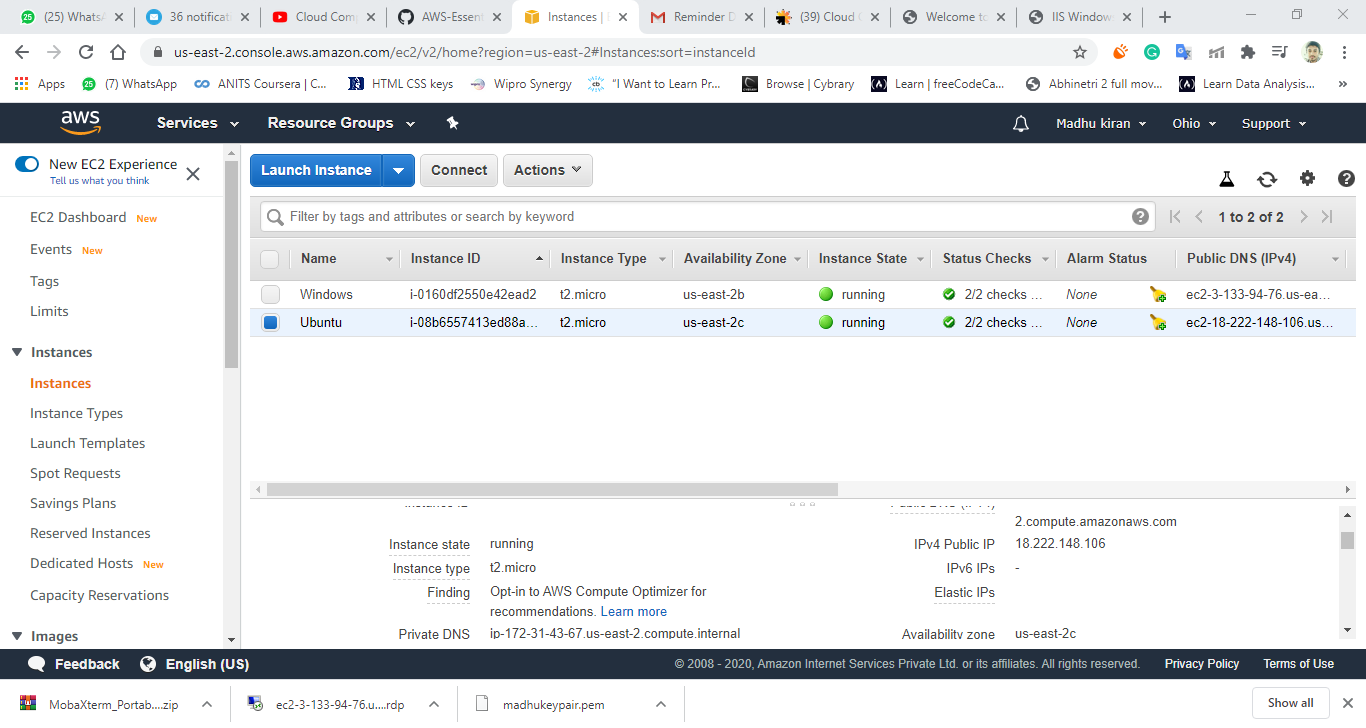 (25) WhatsA
36 notificati
Cloud Com
AWS-Essent
Instances |
Reminder D
(39) Cloud
Welcome to
IIS Window
us-east-2.console.aws.amazon.com/ec2/v2/home?region=us-east-2#Instances:sort=instanceId
Apps
(7) WhatsApp
ANITS Coursera | C...
HTML CSS keys
Wipro Synergy
"I Want to Learn Pr...
Browse | Cybrary
Learn | freeCodeCa...
Abhinetri 2 full mov...
Learn Data Analysis...
aws
Services
Resource Groups
Madhu kiran
Ohio
Support
New EC2 Experience
Tell us what you think
EC2 Dashboard New
Events New
Tags
Limits
Instances
Instances
Instance Types
Launch Templates
Spot Requests
Savings Plans
Reserved Instances
Dedicated Hosts New
Capacity Reservations
Images
Launch Instance
Connect
Actions
Filter by tags and attributes or search by keyword
1 to 2 of 2
Name Instance ID Instance Type Availability Zone Instance State Status Checks Alarm Status Public DNS (IPv4)
Windows i-0160df2550e42ead2 t2.micro us-east-2b running 2/2 checks ... None ec2-3-133-94-76.us-ea...
Ubuntu i-08b6557413ed88a... t2.micro us-east-2c running 2/2 checks ... None ec2-18-222-148-106.us...
Instance ID
Public DNS (IPv4)
2.compute.amazonaws.com
Instance state running
IPv4 Public IP 18.222.148.106
Instance type t2.micro
IPv6 IPs -
Finding Opt-in to AWS Compute Optimizer for
recommendations. Learn more
Elastic IPs
Private DNS ip-172-31-43-67.us-east-2.compute.internal
Availability zone us-east-2c
Feedback
English (US)
© 2008 - 2020, Amazon Internet Services Private Ltd. or its affiliates. All rights reserved.
Privacy Policy
Terms of Use
MobaXterm_Portab....zip
ec2-3-133-94-76.u....rdp
madhukeypair.pem
Show all